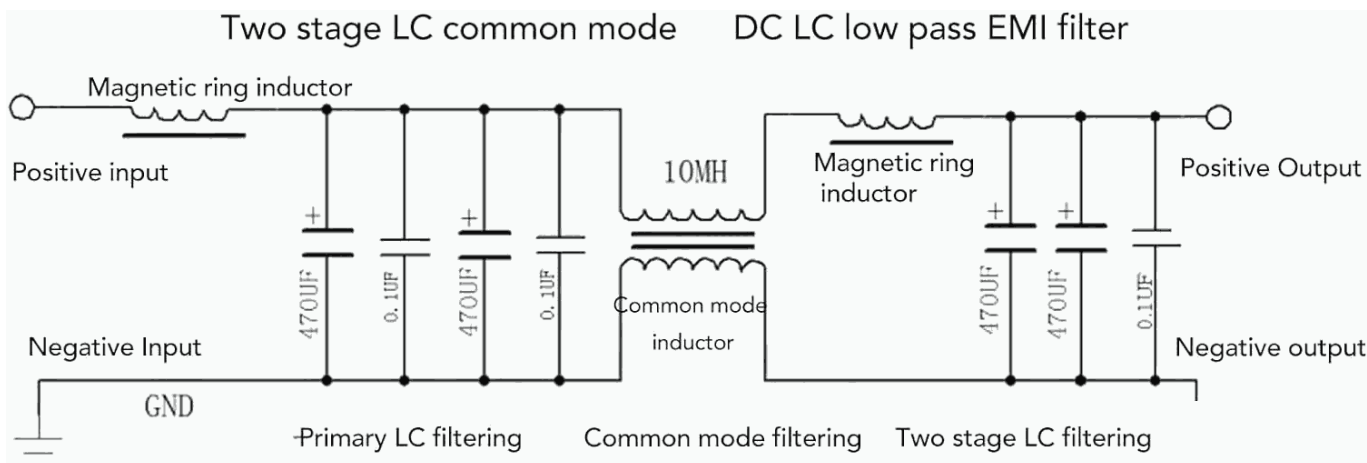 Two stage LC common mode DC LC low pass EMI filter
Magnetic ring inductor
Positive input
10MH
Magnetic ring
inductor
Positive Output
+
+
+
+
470UF
0.1UF
470UF
0.1UF
470UF
470UF
0.1UF
Common mode
inductor
Negative Input
Negative output
GND
Primary LC filtering
Common mode filtering
Two stage LC filtering